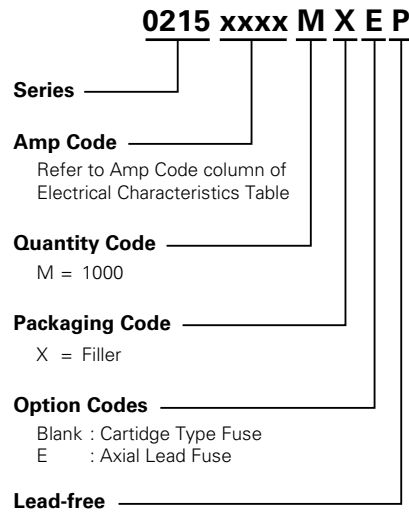 0215 xxxx M X E P
Series
Amp Code
Refer to Amp Code column of
Electrical Characteristics Table
Quantity Code
M = 1000
Packaging Code
X = Filler
Option Codes
Blank : Cartidge Type Fuse
E : Axial Lead Fuse
Lead-free